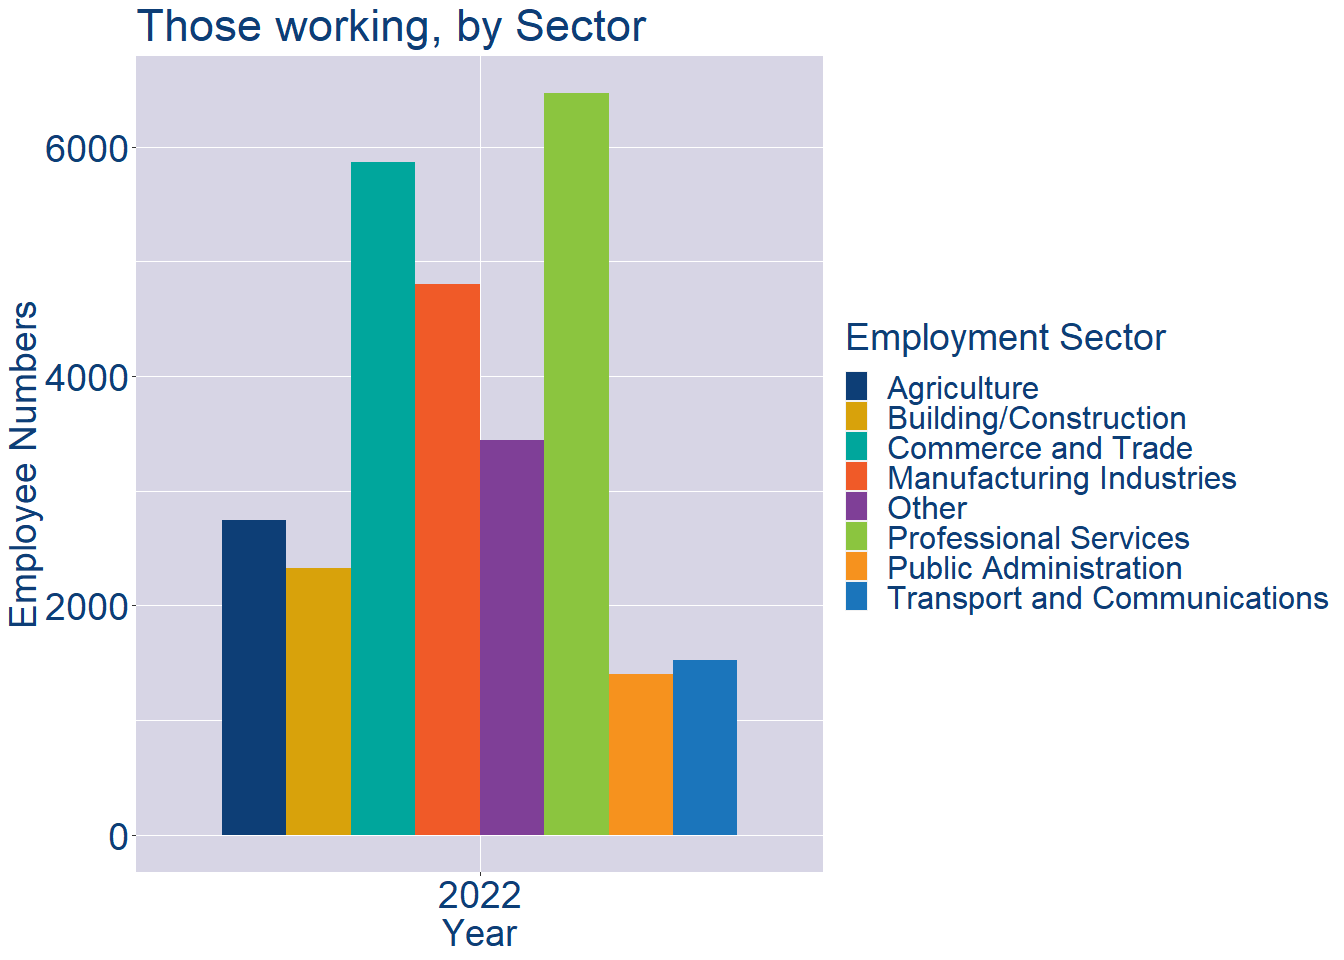 Those working, by Sector
Employee Numbers
6000
4000
2000
0
2022
Year
Employment Sector
Agriculture
Building/Construction
Commerce and Trade
Manufacturing Industries
Other
Professional Services
Public Administration
Transport and Communications